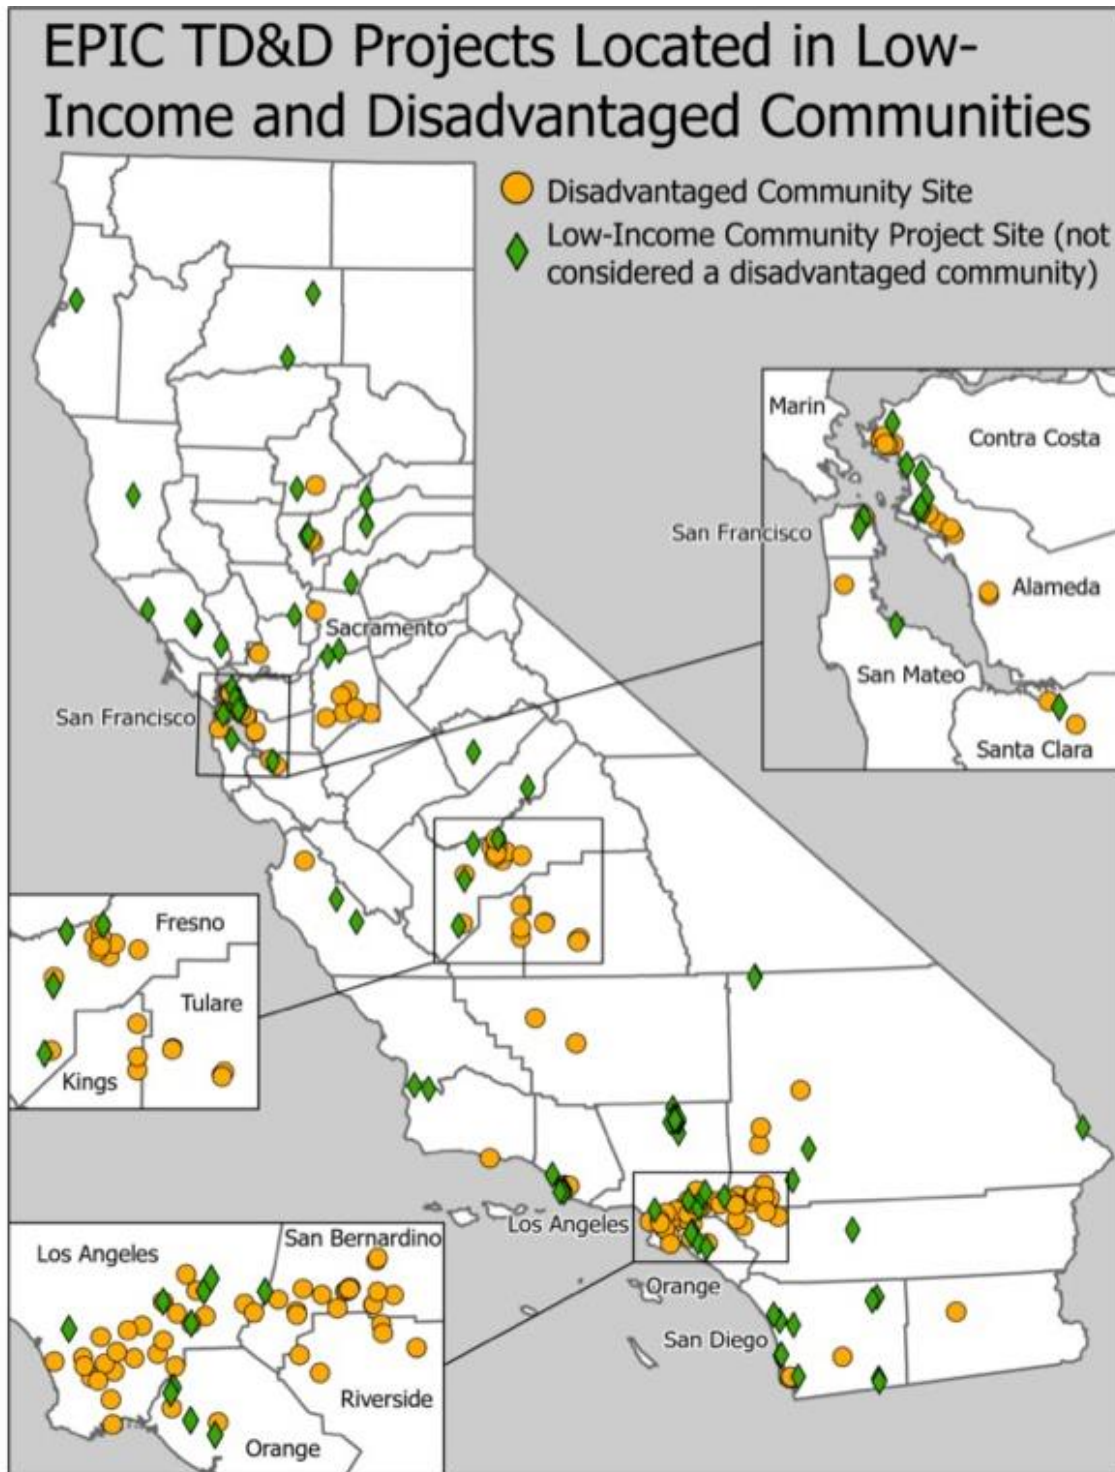 EPIC TD&D Projects Located in Low-
Income and Disadvantaged Communities
Disadvantaged Community Site
Low-Income Community Project Site (not
considered a disadvantaged community)
Marin
Contra Costa
San Francisco
Alameda
San Mateo
Santa Clara
Sacramento
San Francisco
Fresno
Tulare
Kings
Los Angeles
Orange
San Diego
Los Angeles
San Bernardino
Riverside
Orange